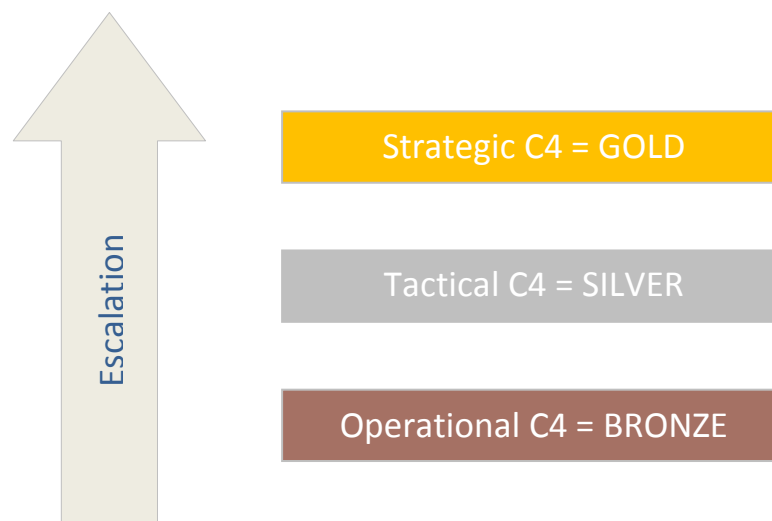 Strategic C4 = GOLD
Tactical C4 = SILVER
Operational C4 = BRONZE
Escalation